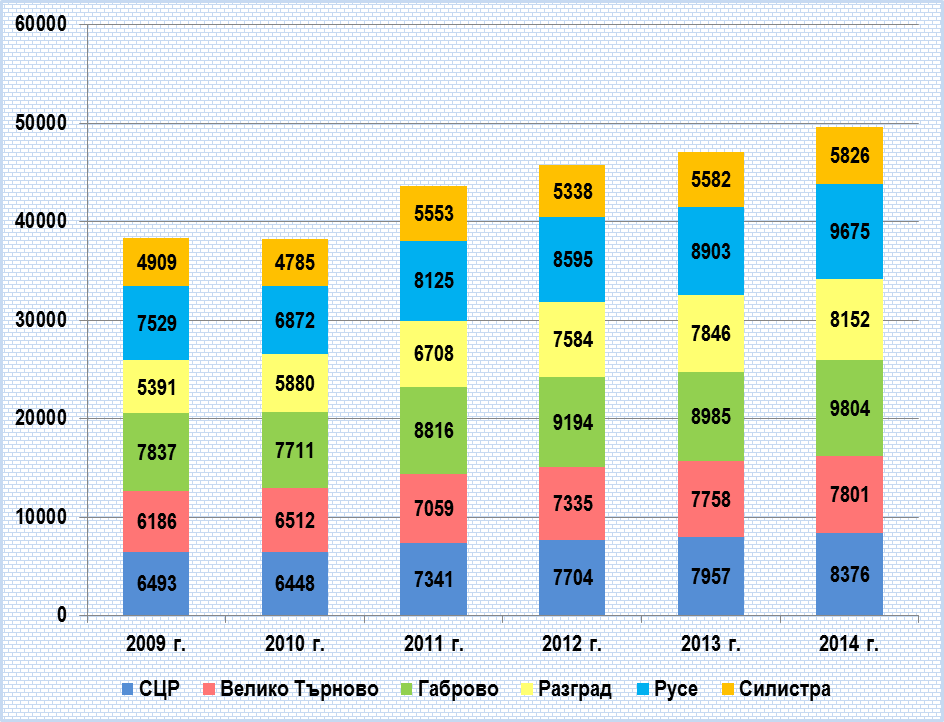 60000
50000
40000
30000
20000
10000
0
4909 4785 5553 5338 5582 5826
7529 6872 8125 8595 8903 9675
5391 5880 6708 7584 7846 8152
7837 7711 8816 9194 8985 9804
6186 6512 7059 7335 7758 7801
6493 6448 7341 7704 7957 8376
2009 г. 2010 г. 2011 г. 2012 г. 2013 г. 2014 г.
СЦР Велико Търново Габрово Разград Русе Силистра